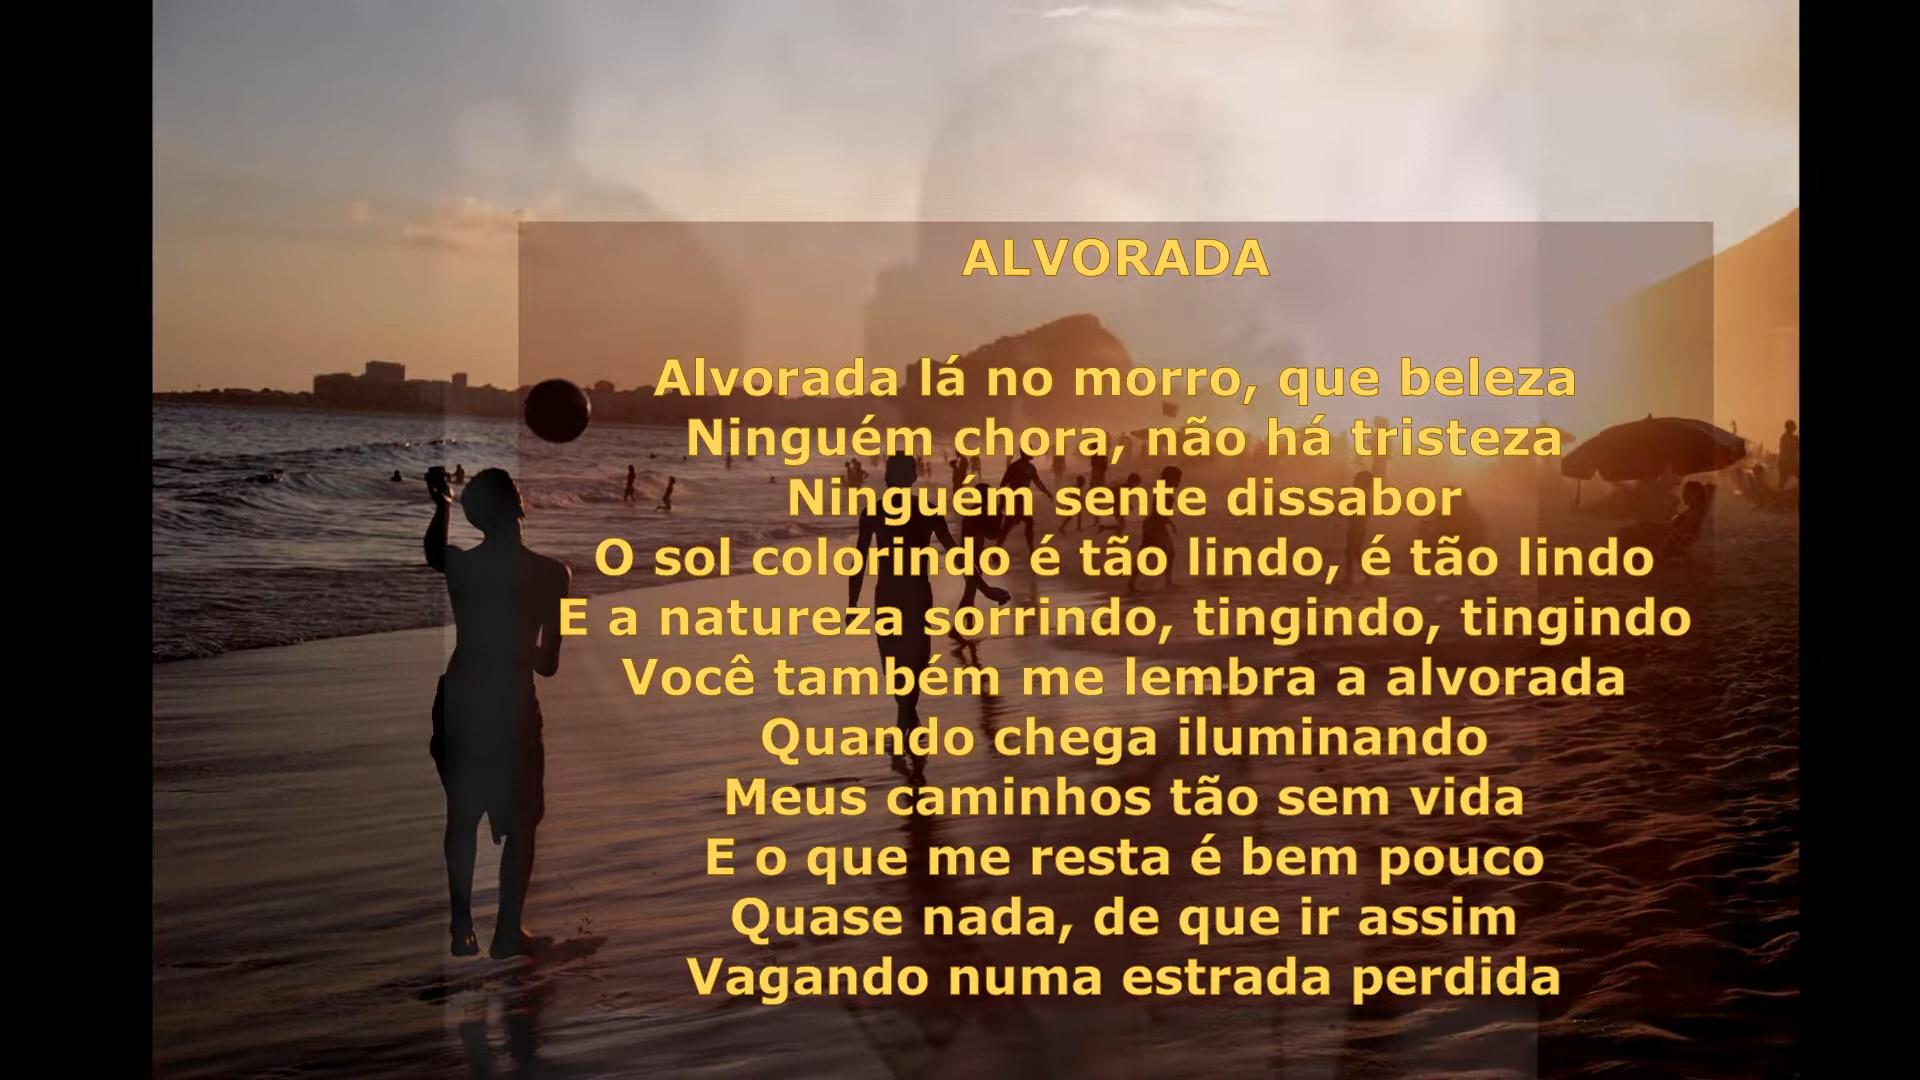 ALVORADA
Alvorada lá no morro, que beleza
Ninguém chora, não há tristeza
Ninguém sente dissabor
O sol colorindo é tão lindo, é tão lindo
E a natureza sorrindo, tingindo, tingindo
Você também me lembra a alvorada
Quando chega iluminando
Meus caminhos tão sem vida
E o que me resta é bem pouco
Quase nada, de que ir assim
Vagando numa estrada perdida